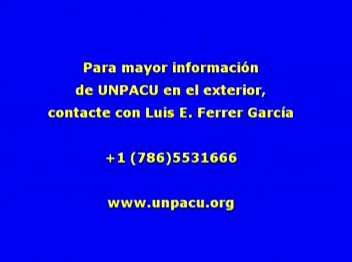 Para mayor información
de UNPACU en el exterior,
contacte con Luis E. Ferrer García
+1 (786)5531666
www.unpacu.org